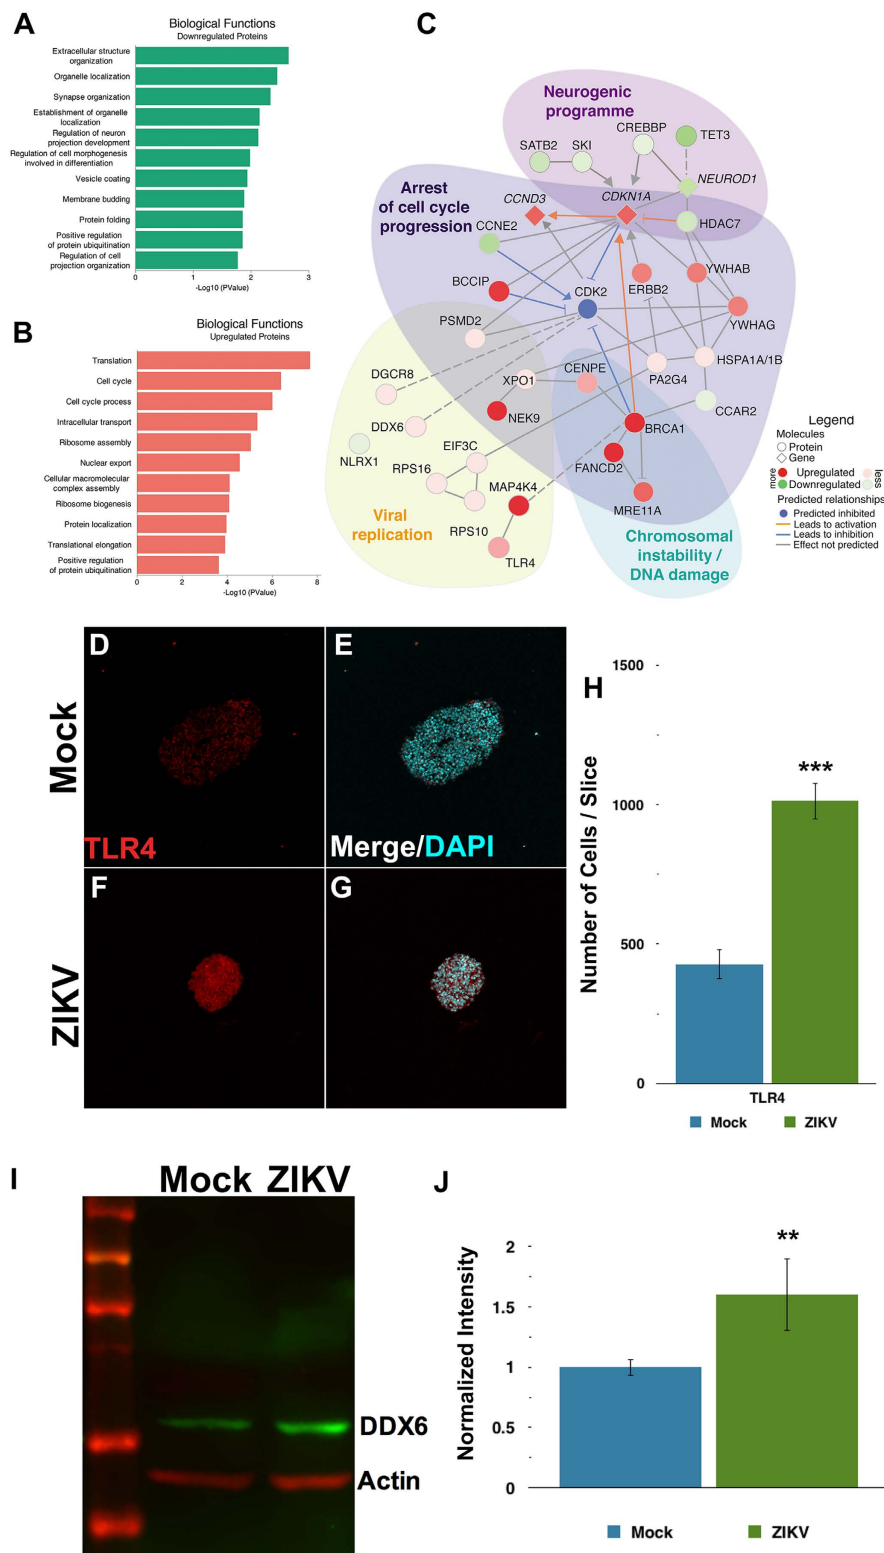 A
Biological Functions
Downregulated Proteins
Extracellular structure
organization
Organelle localization
Synapse organization
Establishment of organelle
localization
Regulation of neuron
projection development
Regulation of cell morphogenesis
involved in differentiation
Vesicle coating
Membrane budding
Protein folding
Positive regulation
of protein ubiquitination
Regulation of cell
projection organization
0 1 2 3
-Log10 (PValue)
B
Biological Functions
Upregulated Proteins
Translation
Cell cycle
Cell cycle process
Intracellular transport
Ribosome assembly
Nuclear export
Cellular macromolecular
complex assembly
Ribosome biogenesis
Protein localization
Translational elongation
Positive regulation
of protein ubiquitination
0 2 4 6 8
-Log10 (PValue)
C
Neurogenic
programme
CREBBP
TET3
SATB2 SKI
NEUROD1
Arrest
of cell cycle
progression
CCND3
CDKN1A
HDAC7
CCNE2
YWHAB
ERBB2
BCCIP
CDK2
YWHAG
PSMD2
HSPA1A/1B
PA2G4
DGCR8
XPO1
CENPE
CCAR2
NEK9
DDX6
BRCA1
NLRX1
EIF3C
FANCD2
RPS16
MAP4K4
MRE11A
Viral
replication
RPS10
TLR4
Chromosomal
instability /
DNA damage
Legend
Molecules
Protein
Gene
more
Upregulated
Downregulated
less
Predicted relationships
Predicted inhibited
Leads to activation
Leads to inhibition
Effect not predicted
D
E
Mock
TLR4
Merge/DAPI
F
G
ZIKV
H
1500
1000
500
0
Number of Cells / Slice
***
TLR4
Mock ZIKV
I
Mock ZIKV
DDX6
Actin
J
2
1.5
1
0.5
0
Normalized Intensity
**
Mock ZIKV